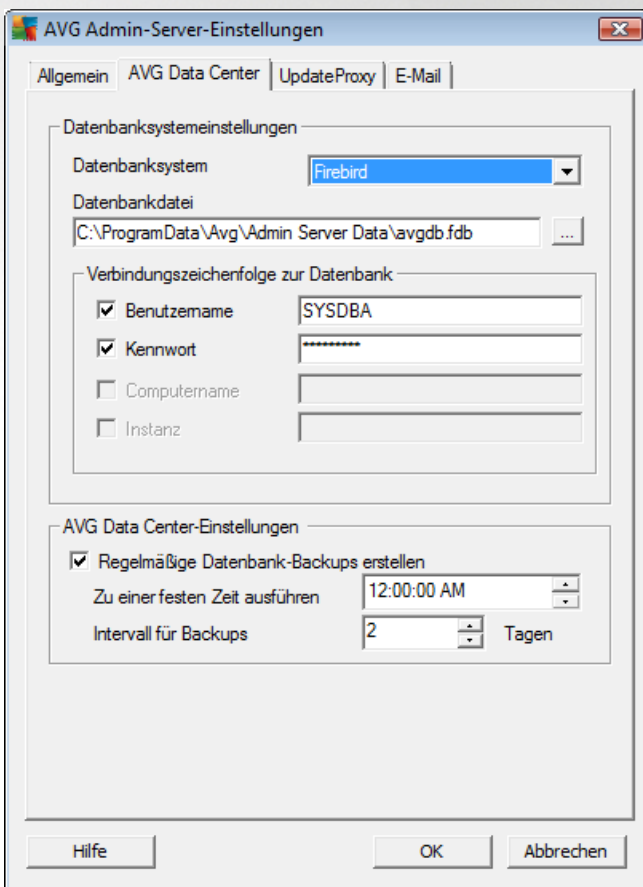 AVG Admin-Server-Einstellungen
Allgemein
AVG Data Center
UpdateProxy
E-Mail
Datenbanksystemeinstellungen
Datenbanksystem
Firebird
Datenbankdatei
C:\ProgramData\Avg\Admin Server Data\avgdb.fdb
...
Verbindungszeichenfolge zur Datenbank
Benutzername
SYSDBA
Kennwort
*********
Computername
Instanz
AVG Data Center-Einstellungen
Regelmäßige Datenbank-Backups erstellen
Zu einer festen Zeit ausführen
12:00:00 AM
Intervall für Backups
2
Tagen
Hilfe
OK
Abbrechen